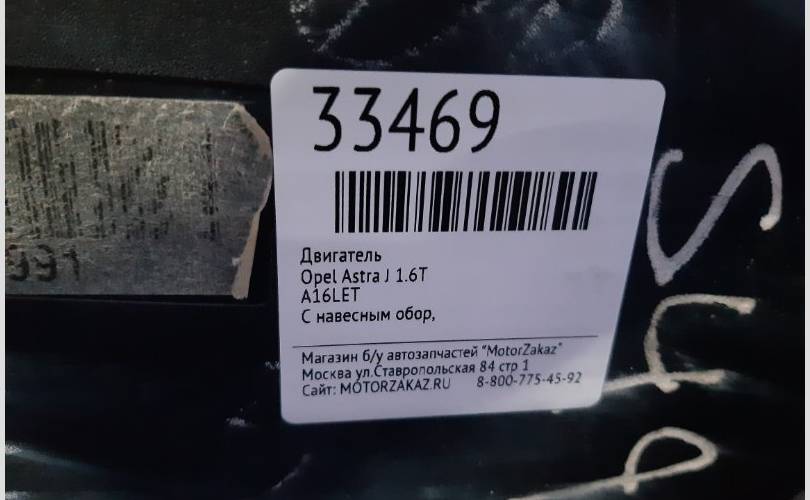 33469
Двигатель
Opel Astra J 1.6T
A16LET
С навесным обор,
Магазин б/у автозапчастей "MotorZakaz"
Москва ул.Ставропольская 84 стр 1
Сайт: MOTORZAKAZ.RU 8-800-775-45-92
991